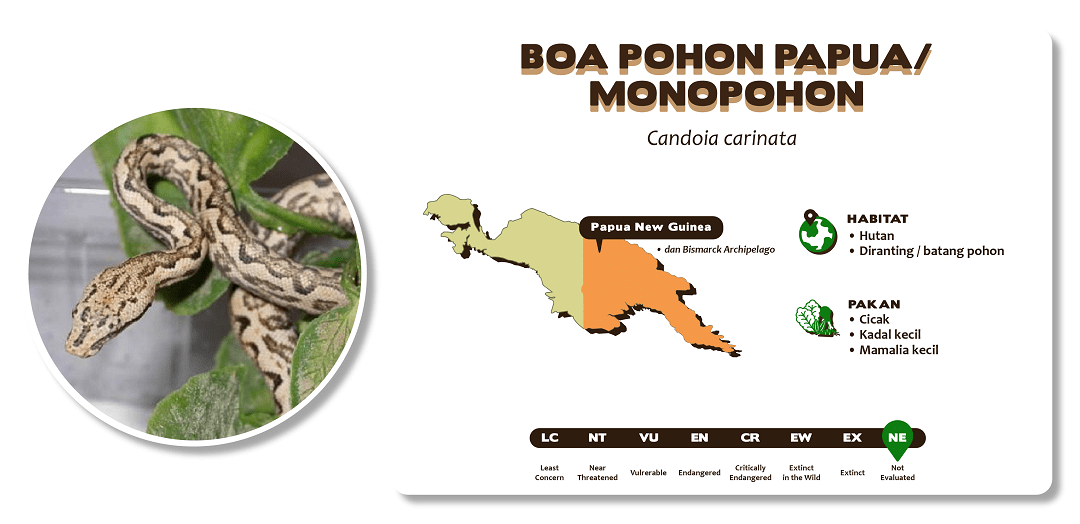 BOA POHON PAPUA/
MONOPOHON
Candoia carinata
Papua New Guinea
• dan Bismarck Archipelago
HABITAT
• Hutan
• Diranting / batang pohon
PAKAN
• Cicak
• Kadal kecil
• Mamalia kecil
LC NT VU EN CR EW EX NE
Least Concern
Near Threatened
Vulrerable
Endangered
Critically Endangered
Extinct in the Wild
Extinct
Not Evaluated